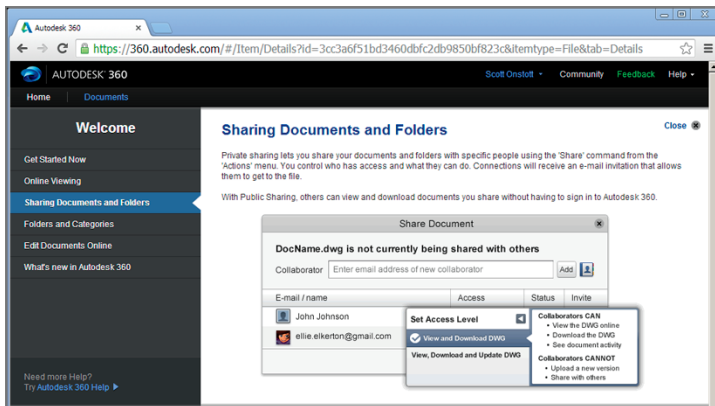 Autodesk 360
https://360.autodesk.com/#/Item/Details?id=3cc3a6f51bd3460dbfc2db9850bf823c&itemtype=File&tab=Details
AUTODESK® 360
Scott Onstott
Community
Feedback
Help
Home
Documents
Welcome
Get Started Now
Online Viewing
Sharing Documents and Folders
Folders and Categories
Edit Documents Online
What's new in Autodesk 360
Need more Help?
Try Autodesk 360 Help
Sharing Documents and Folders
Close
Private sharing lets you share your documents and folders with specific people using the 'Share' command from the
'Actions' menu. You control who has access and what they can do. Connections will receive an e-mail invitation that allows
them to get to the file.
With Public Sharing, others can view and download documents you share without having to sign in to Autodesk 360.
Share Document
DocName.dwg is not currently being shared with others
Collaborator
Enter email address of new collaborator
Add
E-mail / name
Access
Status
Invite
John Johnson
ellie.elkerton@gmail.com
Set Access Level
View and Download DWG
View, Download and Update DWG
Collaborators CAN
• View the DWG online
• Download the DWG
• See document activity
Collaborators CANNOT
• Upload a new version
• Share with others